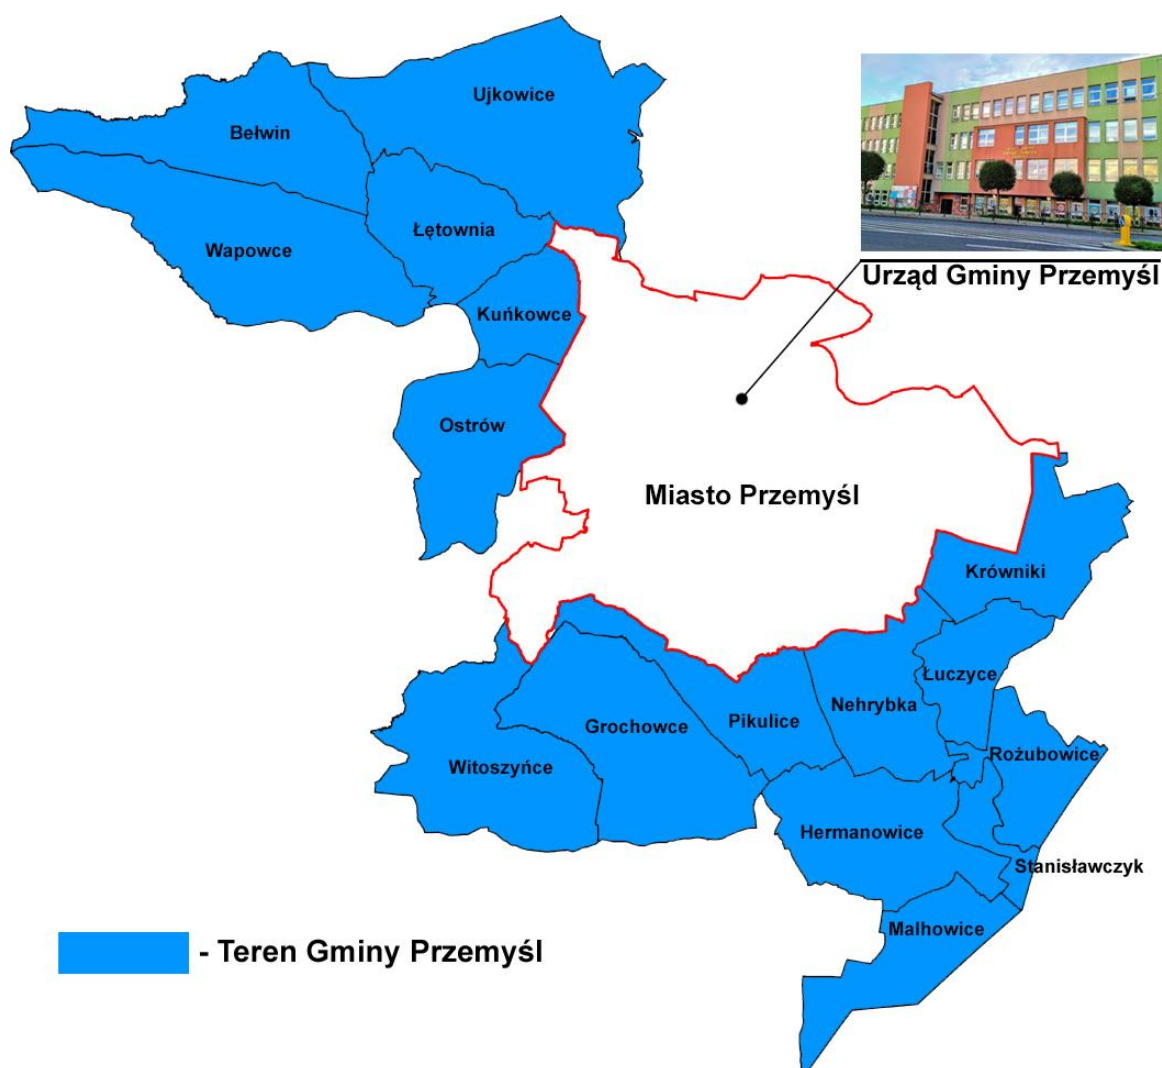 Ujkowice
Bełwin
Łętownia
Wapowce
Urząd Gminy Przemyśl
Kuńkowce
Ostrów
Miasto Przemyśl
Krówniki
Łuczyce
Nehrybka
Pikulice
Grochowce
Rożubowice
Witoszyńce
Hermanowice
Stanisławczyk
Malhowice
- Teren Gminy Przemyśl